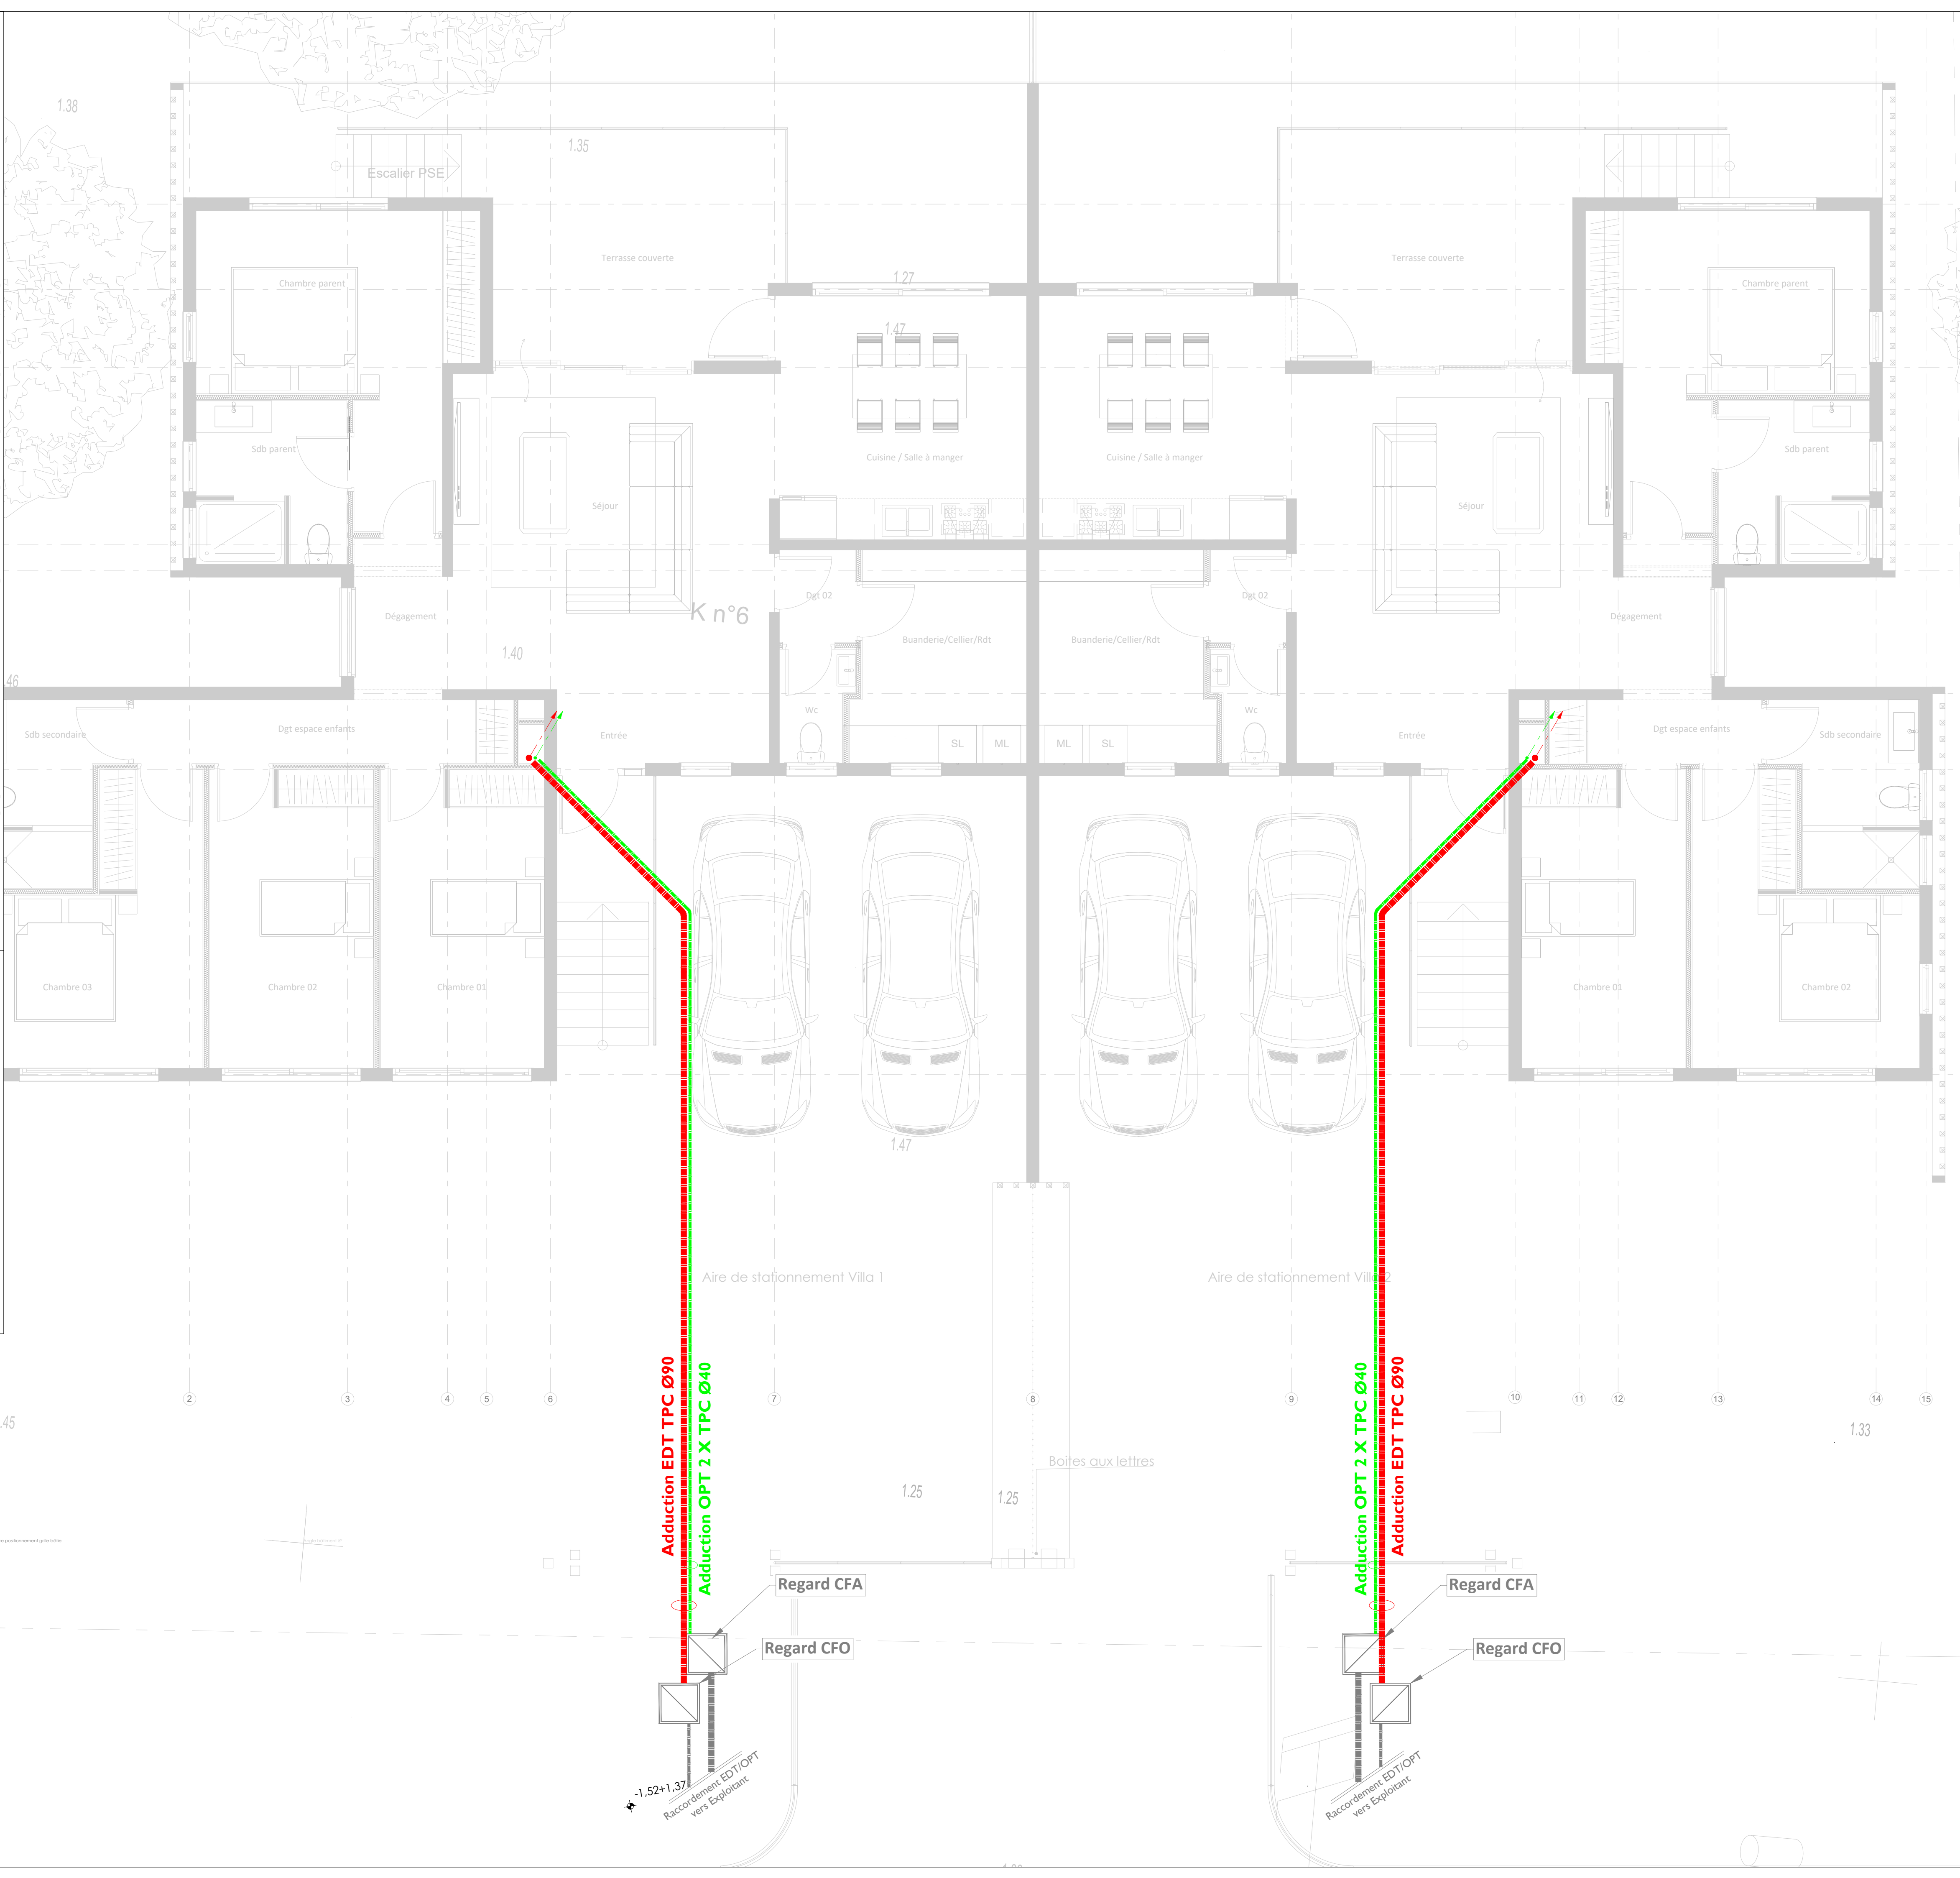 1.38
1.35
Escalier PSE
Terrasse couverte
Terrasse couverte
1.27
Chambre parent
Chambre parent
1.47
Sdb parent
Cuisine / Salle à manger
Cuisine / Salle à manger
Sdb parent
Séjour
Séjour
Dgt 02
Dgt 02
K n°6
Dégagement
Dégagement
Buanderie/Cellier/Rdt
Buanderie/Cellier/Rdt
1.40
.46
Wc
Wc
Sdb secondaire
Dgt espace enfants
Entrée
Entrée
Dgt espace enfants
Sdb secondaire
SL
ML
ML
SL
Chambre 03
Chambre 02
Chambre 01
Chambre 01
Chambre 02
1.47
Aire de stationnement Villa 1
Aire de stationnement Villa 2
Adduction EDT TPC Ø90
Adduction OPT 2 X TPC Ø40
Adduction OPT 2 X TPC Ø40
Adduction EDT TPC Ø90
2
3
4
5
6
7
8
9
10
11
12
13
14
15
.45
1.33
Boites aux lettres
1.25
1.25
positionnement grille
Regard CFA
Regard CFA
Regard CFO
Regard CFO
-1,52+1,37
Raccordement EDT/OPT
vers Exploitant
Raccordement EDT/OPT
vers Exploitant